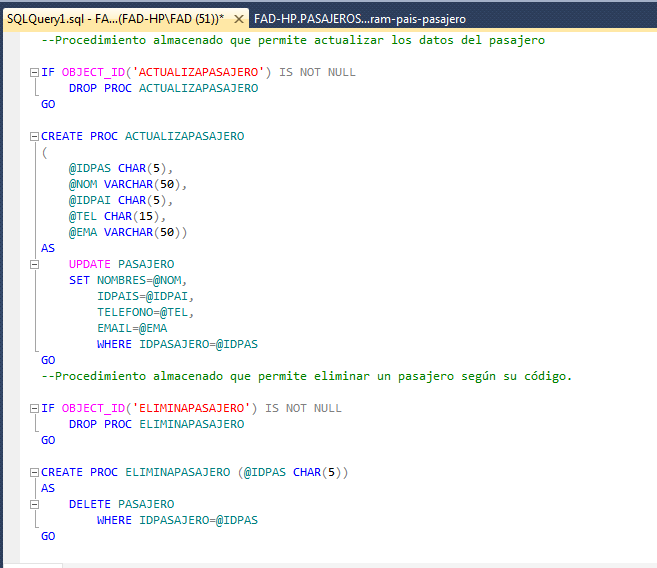 SQLQuery1.sql - FA...(FAD-HP\FAD (51))* × FAD-HP.PASAJEROS...ram-pais-pasajero
--Procedimiento almacenado que permite actualizar los datos del pasajero
IF OBJECT_ID('ACTUALIZAPASAJERO') IS NOT NULL
DROP PROC ACTUALIZAPASAJERO
GO
CREATE PROC ACTUALIZAPASAJERO
(
@IDPAS CHAR(5),
@NOM VARCHAR(50),
@IDPAI CHAR(5),
@TEL CHAR(15),
@EMA VARCHAR(50))
AS
UPDATE PASAJERO
SET NOMBRES=@NOM,
IDPAIS=@IDPAI,
TELEFONO=@TEL,
EMAIL=@EMA
WHERE IDPASAJERO=@IDPAS
GO
--Procedimiento almacenado que permite eliminar un pasajero según su código.
IF OBJECT_ID('ELIMINAPASAJERO') IS NOT NULL
DROP PROC ELIMINAPASAJERO
GO
CREATE PROC ELIMINAPASAJERO (@IDPAS CHAR(5))
AS
DELETE PASAJERO
WHERE IDPASAJERO=@IDPAS
GO